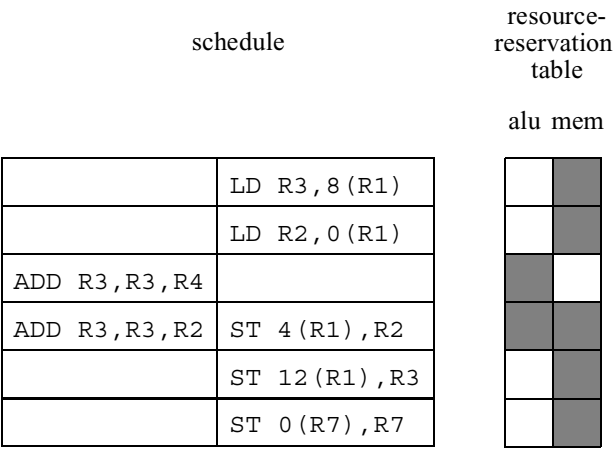 schedule
resource-
reservation
table
alu mem
LD R3,8(R1)
LD R2,0(R1)
ADD R3,R3,R4
ADD R3,R3,R2 ST 4(R1),R2
ST 12(R1),R3
ST 0(R7),R7